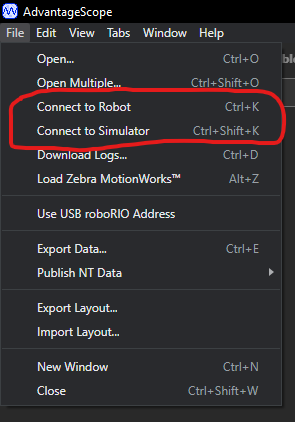 AdvantageScope
File Edit View Tabs Window Help
Open... Ctrl+O
Open Multiple... Ctrl+Shift+O
Connect to Robot Ctrl+K
Connect to Simulator Ctrl+Shift+K
Download Logs... Ctrl+D
Load Zebra MotionWorks™ Alt+Z
Use USB roboRIO Address
Export Data... Ctrl+E
Publish NT Data
Export Layout...
Import Layout...
New Window Ctrl+N
Close Ctrl+Shift+W